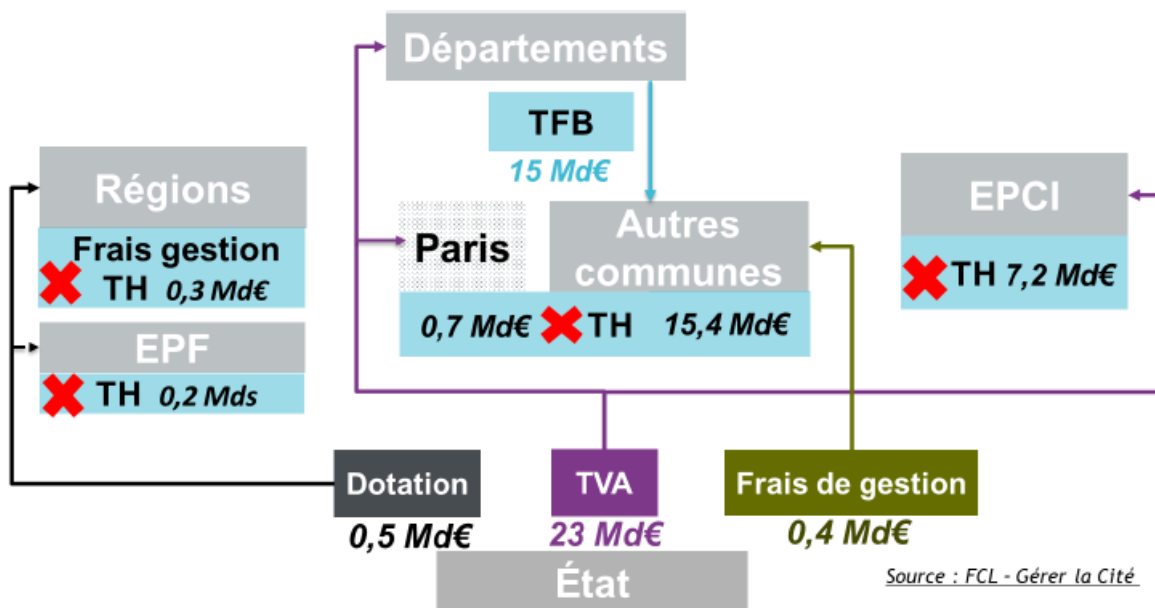 Départements
TFB
15 Md€
Régions
Frais gestion
TH 0,3 Md€
EPF
TH 0,2 Mds
Paris
Autres
communes
0,7 Md€ TH 15,4 Md€
EPCI
TH 7,2 Md€
Dotation
0,5 Md€
TVA
23 Md€
Frais de gestion
0,4 Md€
État
Source : FCL - Gérer la Cité